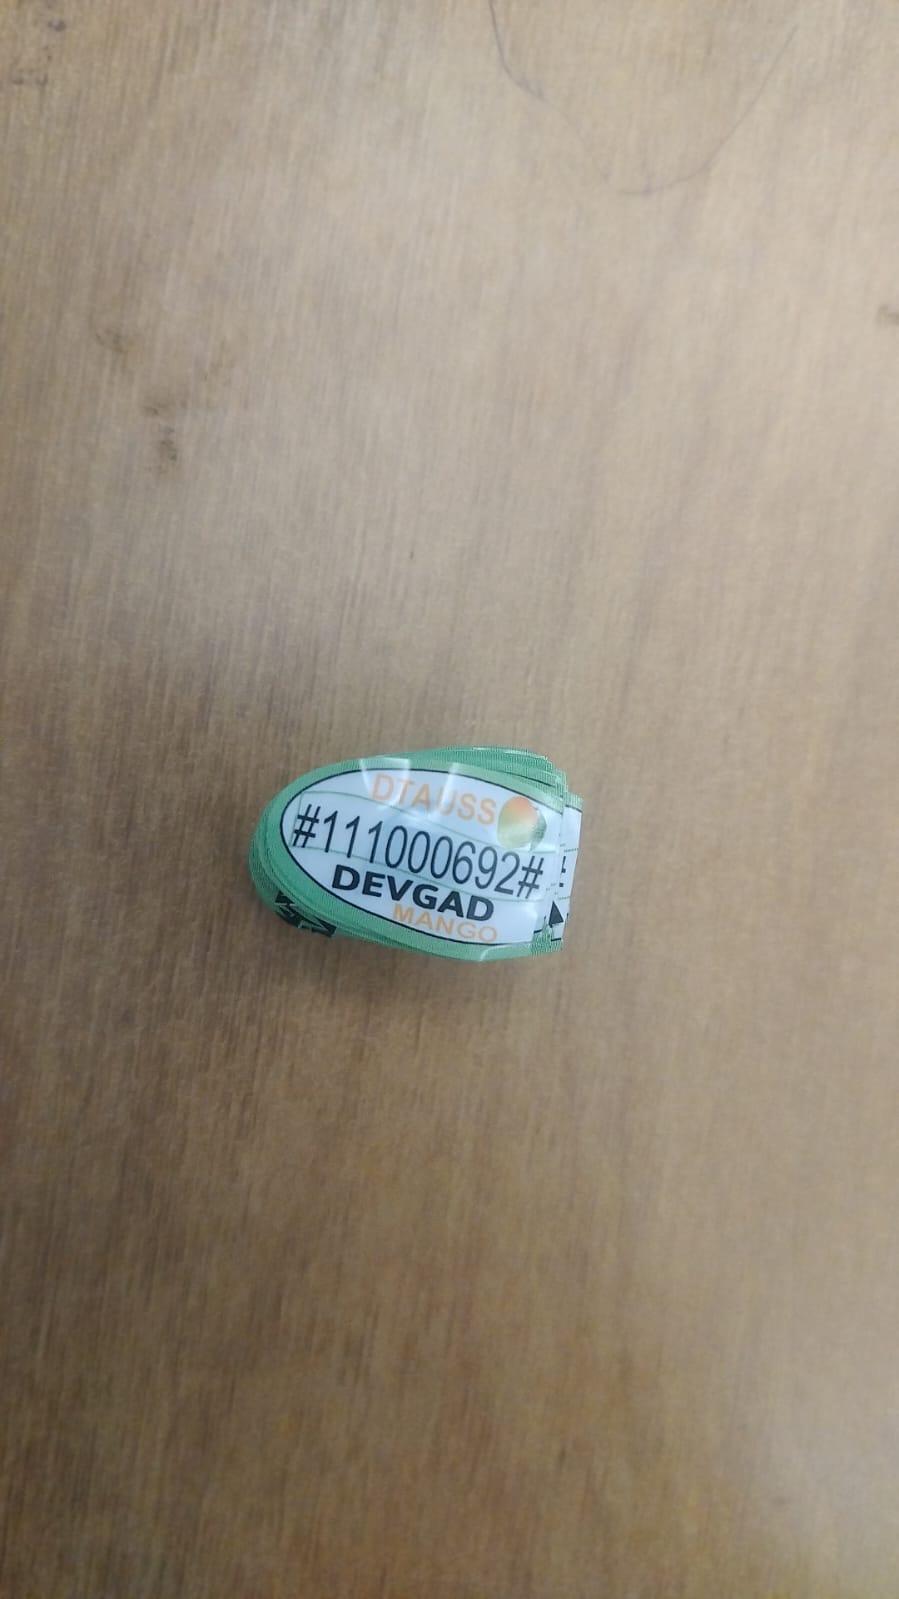 DTAUSS
#111000692#
DEVGAD
MANGO